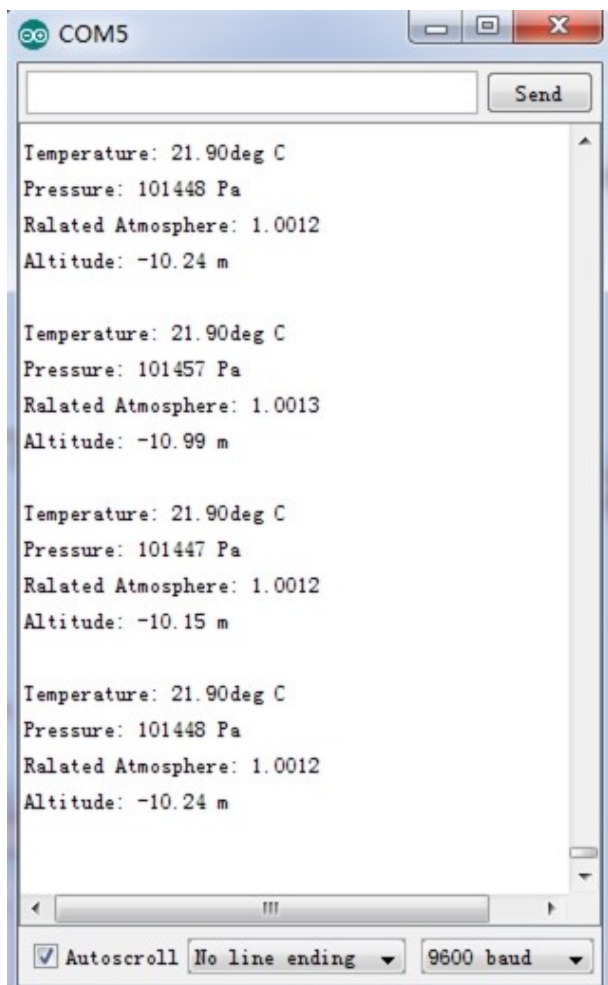 COM5
Send
Temperature: 21.90deg C
Pressure: 101448 Pa
Ralated Atmosphere: 1.0012
Altitude: -10.24 m
Temperature: 21.90deg C
Pressure: 101457 Pa
Ralated Atmosphere: 1.0013
Altitude: -10.99 m
Temperature: 21.90deg C
Pressure: 101447 Pa
Ralated Atmosphere: 1.0012
Altitude: -10.15 m
Temperature: 21.90deg C
Pressure: 101448 Pa
Ralated Atmosphere: 1.0012
Altitude: -10.24 m
Autoscroll No line ending 9600 baud